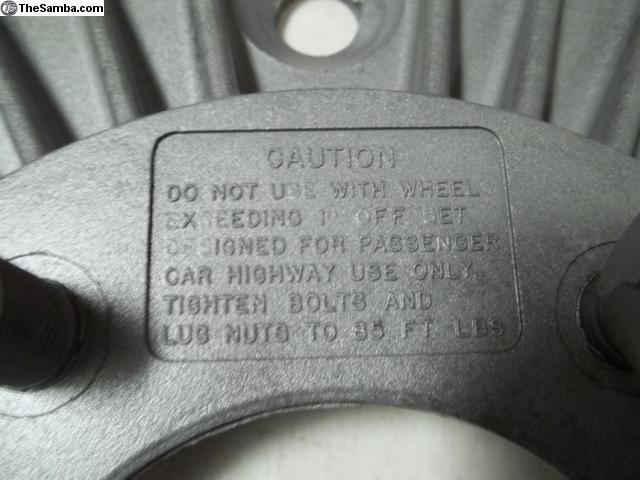 TheSamba.com
CAUTION
DO NOT USE WITH WHEELS
EXCEEDING OFF SET
DESIGNED FOR PASSENGER
CAR HIGHWAY USE ONLY.
TIGHTEN BOLTS AND
LUG NUTS TO 85 FT LBS